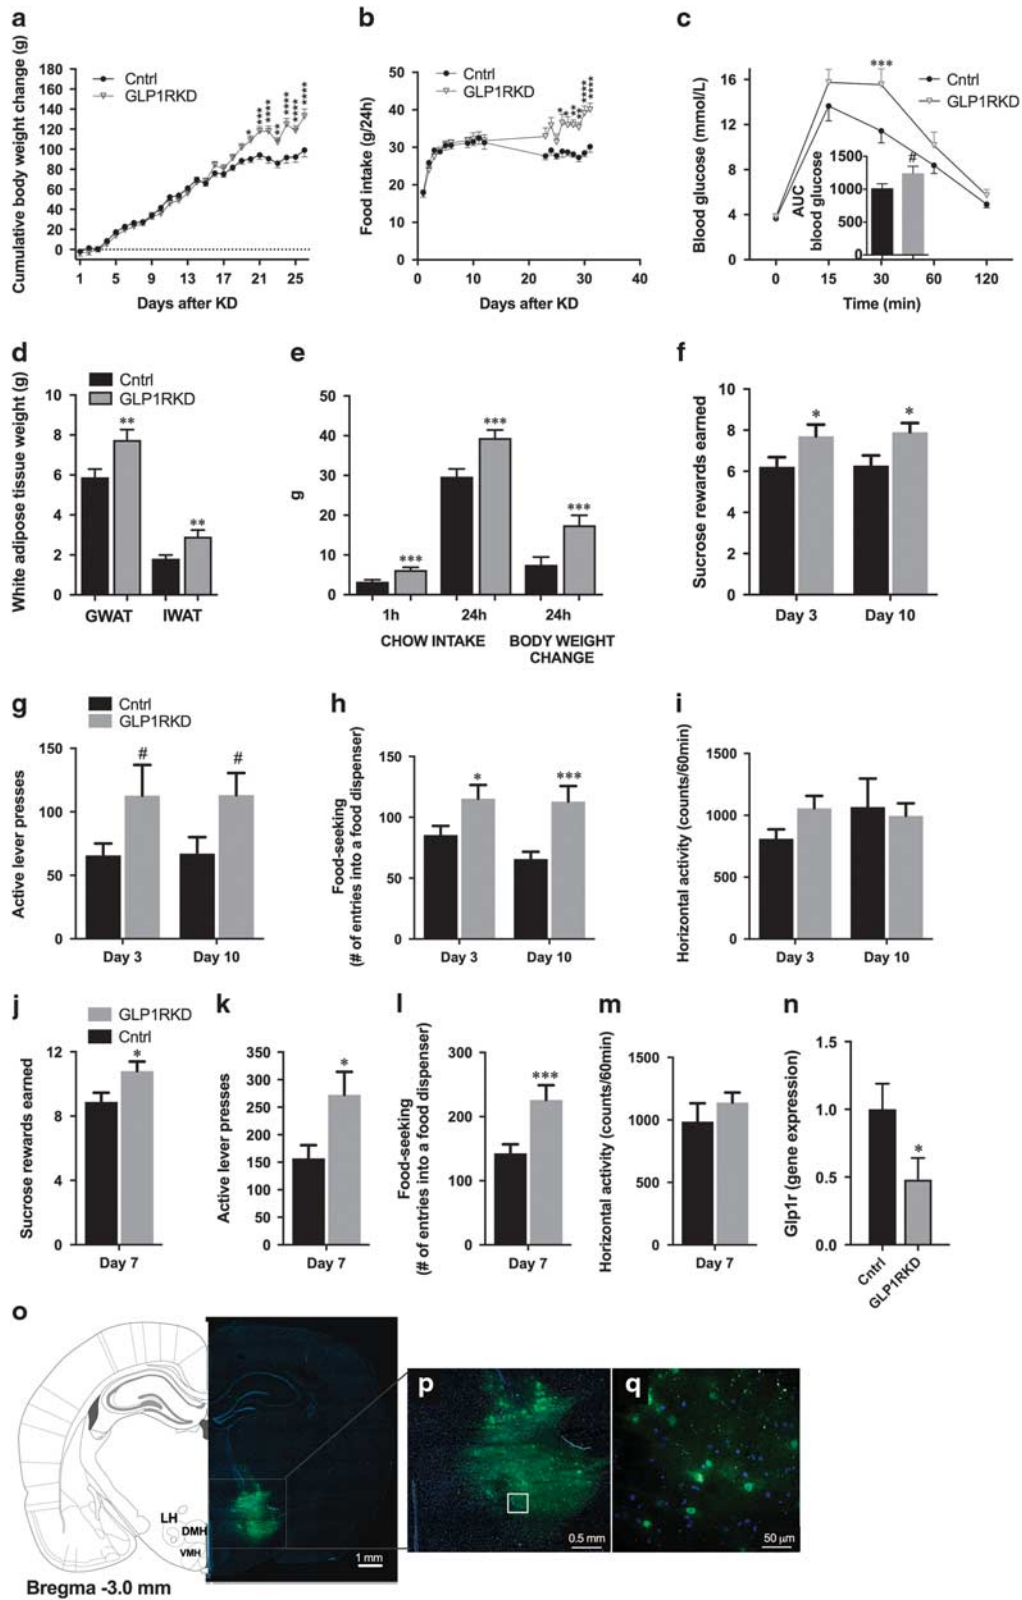 a
Cumulative body weight change (g)
180
160
140
120
100
80
60
40
20
0
Cntrl
GLP1RKD
*
****
****
**
****
****
****
1
5
9
13
17
21
25
Days after KD
b
Food intake (g/24h)
50
40
30
20
10
0
Cntrl
GLP1RKD
****
****
0
10
20
30
40
Days after KD
c
Blood glucose (mmol/L)
16
12
8
4
0
***
Cntrl
GLP1RKD
AUC
blood glucose
1500
1000
500
0
#
0
15
30
60
120
Time (min)
d
White adipose tissue weight (g)
10
8
6
4
2
0
Cntrl
GLP1RKD
**
**
GWAT
IWAT
e
g
50
40
30
20
10
0
***
***
***
1h
24h
24h
CHOW INTAKE
BODY WEIGHT
CHANGE
f
Sucrose rewards earned
10
8
6
4
2
0
*
*
Day 3
Day 10
g
Cntrl
GLP1RKD
Active lever presses
150
100
50
0
#
#
Day 3
Day 10
h
Food-seeking
(# of entries into a food dispenser)
150
100
50
0
*
***
Day 3
Day 10
i
Horizontal activity (counts/60min)
1500
1000
500
0
Day 3
Day 10
j
GLP1RKD
Cntrl
Sucrose rewards earned
12
8
4
0
*
Day 7
k
Active lever presses
350
300
250
200
150
100
50
0
*
Day 7
l
Food-seeking
(# of entries into a food dispenser)
300
200
100
0
***
Day 7
m
Horizontal activity (counts/60min)
1500
1000
500
0
Day 7
n
Glp1r (gene expression)
1.5
1.0
0.5
0.0
*
Cntrl
GLP1RKD
o
LH
DMH
VMH
Bregma -3.0 mm
1 mm
p
0.5 mm
q
50 μm